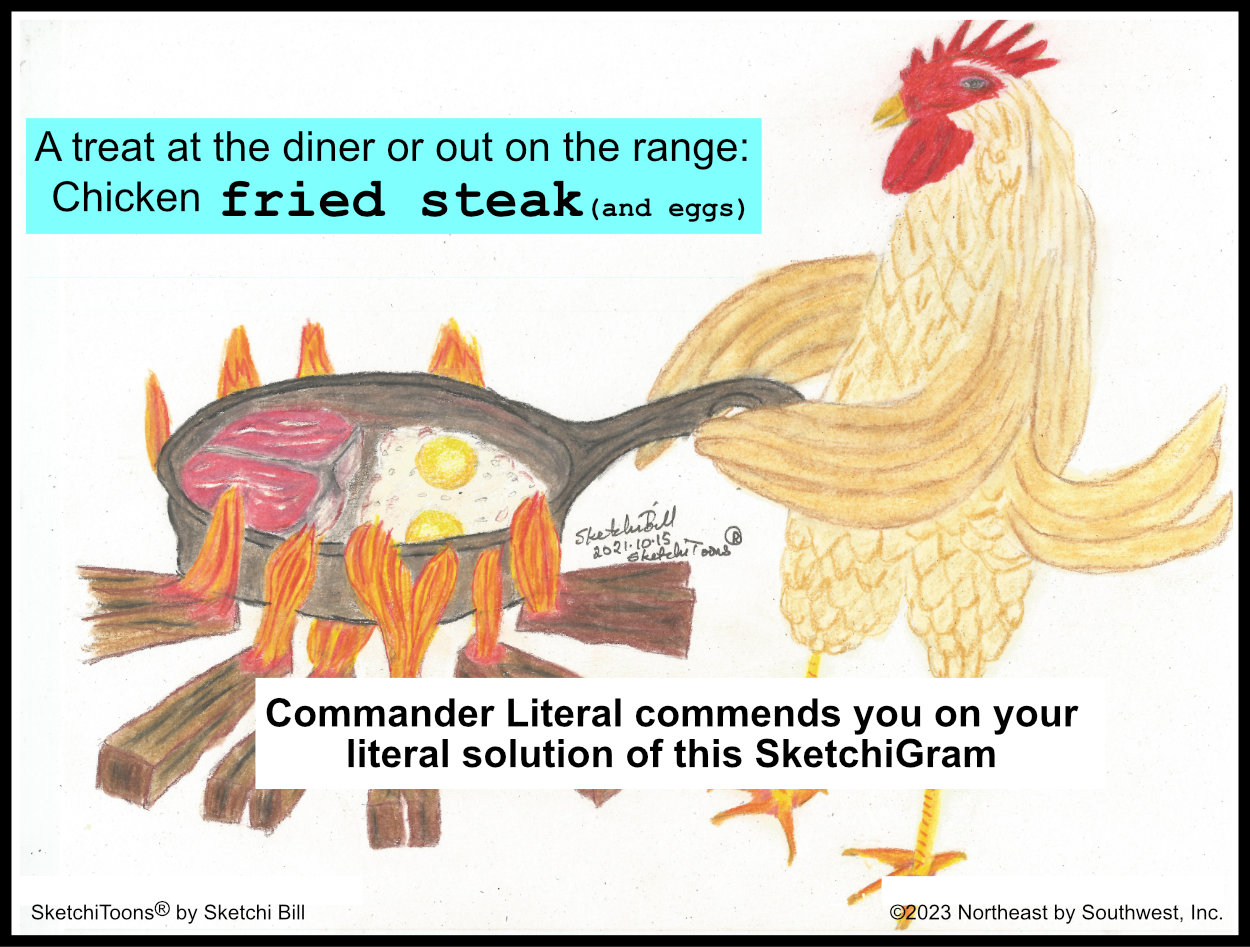 A treat at the diner or out on the range:
Chicken fried steak (and eggs)
Sketchi Bill
2021.10.15
SketchiToons ®
Commander Literal commends you on your
literal solution of this SketchiGram
SketchiToons® by Sketchi Bill
©2023 Northeast by Southwest, Inc.